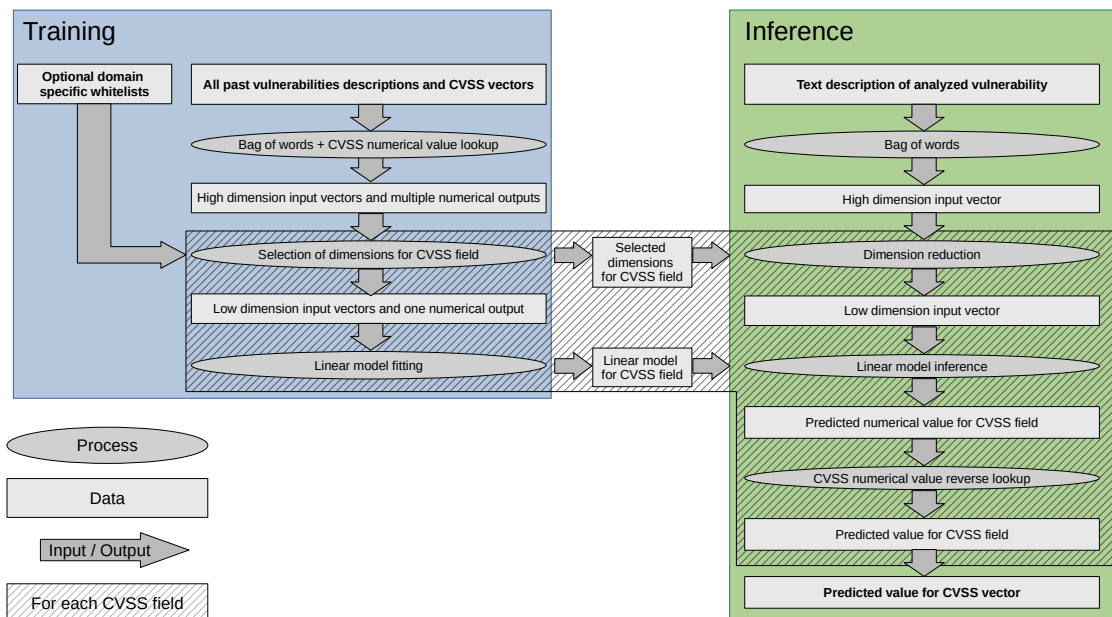 Training
Optional domain
specific whitelists
All past vulnerabilities descriptions and CVSS vectors
Bag of words + CVSS numerical value lookup
High dimension input vectors and multiple numerical outputs
Selection of dimensions for CVSS field
Low dimension input vectors and one numerical output
Linear model fitting
Selected
dimensions
for CVSS field
Linear model
for CVSS field
Inference
Text description of analyzed vulnerability
Bag of words
High dimension input vector
Dimension reduction
Low dimension input vector
Linear model inference
Predicted numerical value for CVSS field
CVSS numerical value reverse lookup
Predicted value for CVSS field
Predicted value for CVSS vector
Process
Data
Input / Output
For each CVSS field